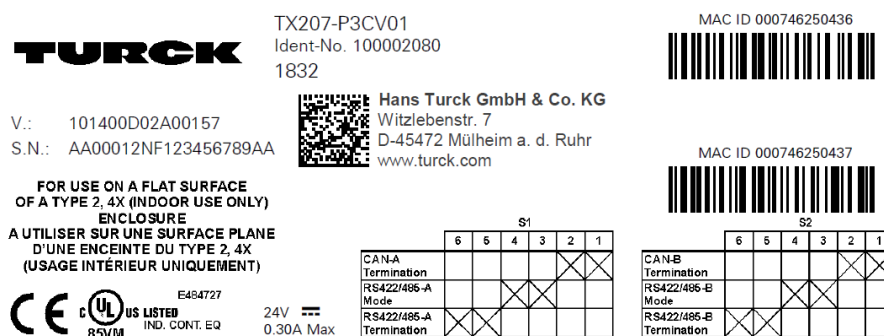 TURCK
TX207-P3CV01
Ident-No. 100002080
1832
MAC ID 000746250436
Hans Turck GmbH & Co. KG
Witzlebenstr. 7
D-45472 Mülheim a. d. Ruhr
www.turck.com
V.: 101400D02A00157
S.N.: AA00012NF123456789AA
MAC ID 000746250437
FOR USE ON A FLAT SURFACE
OF A TYPE 2, 4X (INDOOR USE ONLY)
ENCLOSURE
A UTILISER SUR UNE SURFACE PLANE
D'UNE ENCEINTE DU TYPE 2, 4X
(USAGE INTÉRIEUR UNIQUEMENT)
CE
C UL US LISTED
85VM
E484727
IND. CONT. EQ
24V
0.30A Max
S1
6 5 4 3 2 1
CAN-A
Termination
RS422/485-A
Mode
RS422/485-A
Termination
S2
6 5 4 3 2 1
CAN-B
Termination
RS422/485-B
Mode
RS422/485-B
Termination